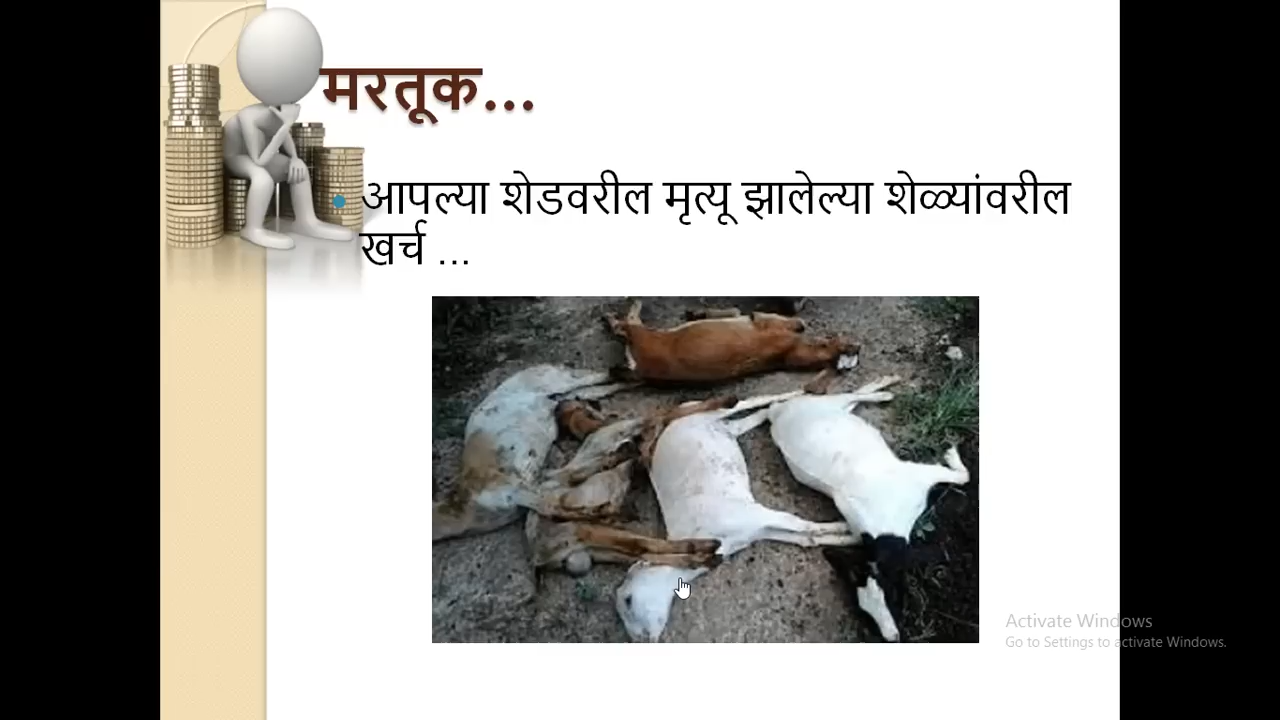 मरतूक...
आपल्या शेडवरील मृत्यू झालेल्या शेळ्यांवरील
खर्च ...
Activate Windows
Go to Settings to activate Windows.